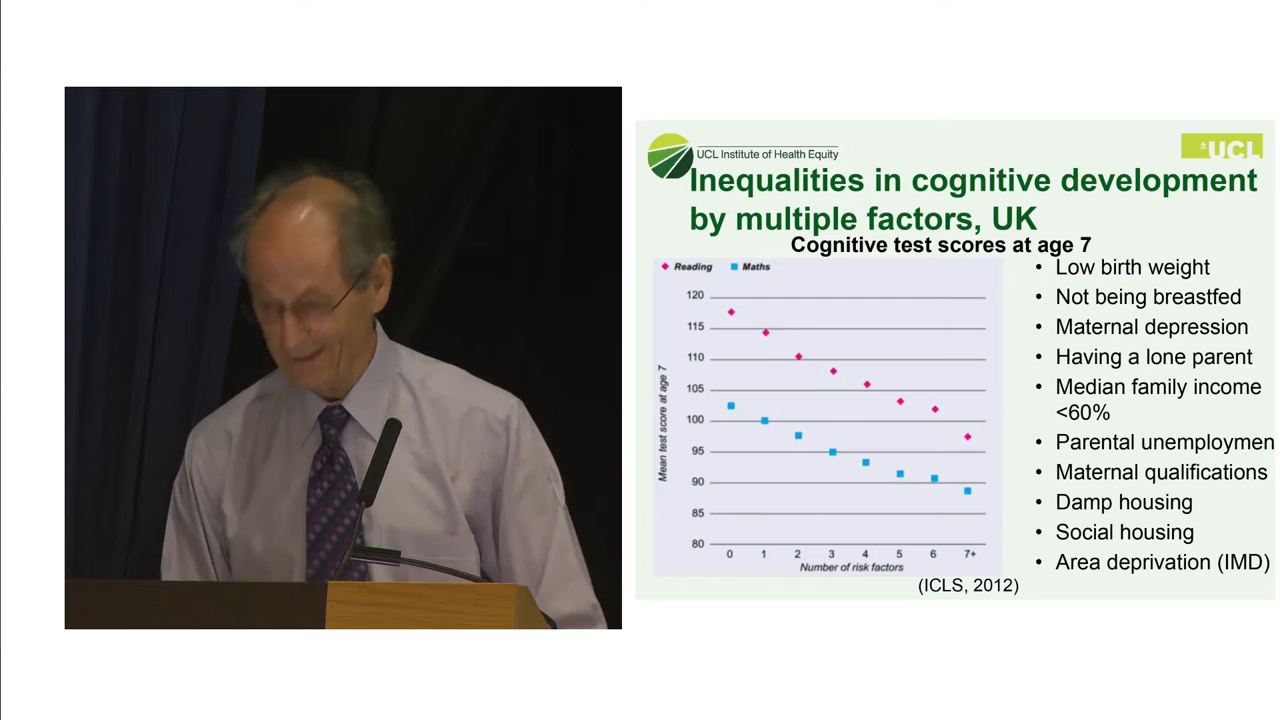 UCL Institute of Health Equity
UCL
Inequalities in cognitive development
by multiple factors, UK
Cognitive test scores at age 7
Reading
Maths
Mean test score at age 7
120
115
110
105
100
95
90
85
80
0 1 2 3 4 5 6 7+
Number of risk factors
• Low birth weight
• Not being breastfed
• Maternal depression
• Having a lone parent
• Median family income
<60%
• Parental unemploymen
• Maternal qualifications
• Damp housing
• Social housing
• Area deprivation (IMD)
(ICLS, 2012)